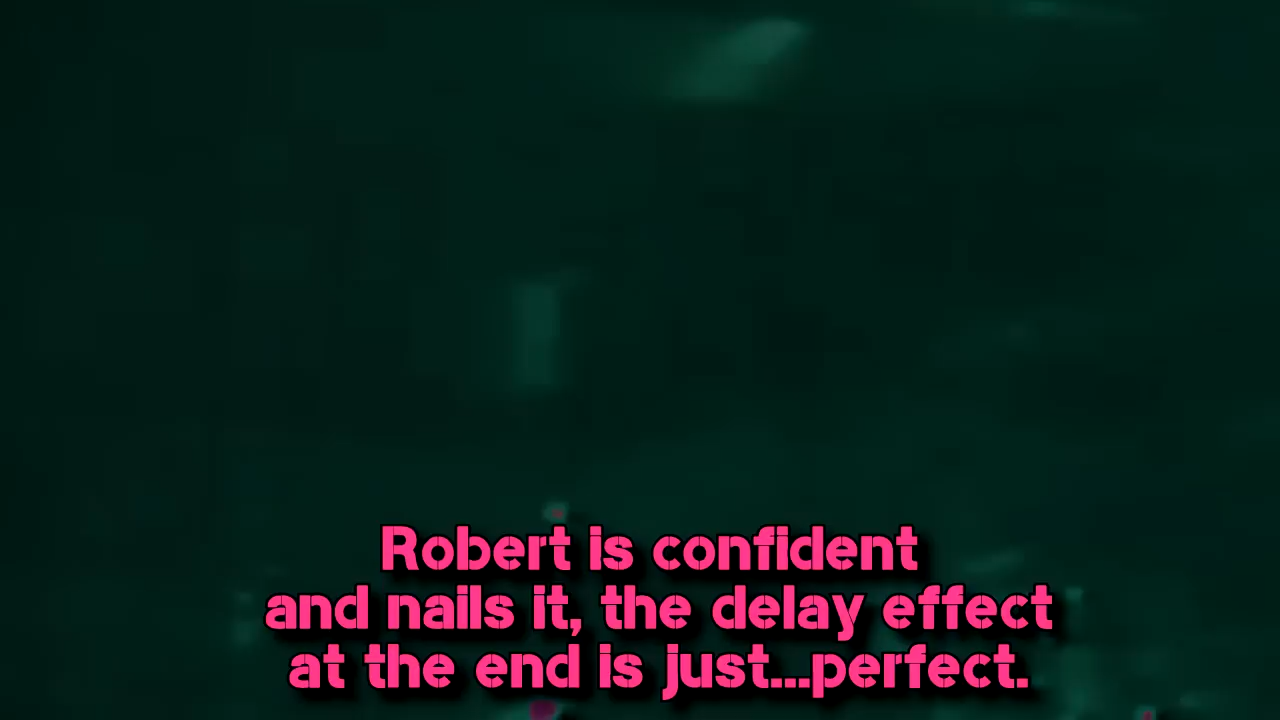 Robert is confident
and nails it, the delay effect
at the end is just...perfect.